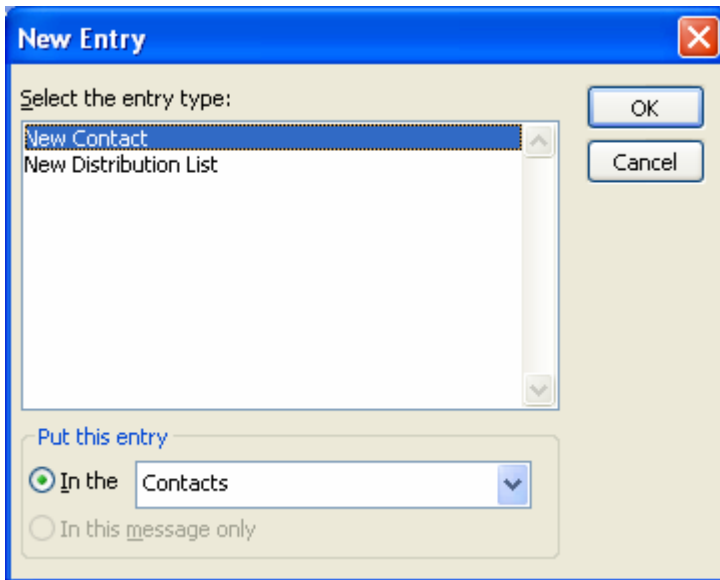 New Entry
Select the entry type:
OK
New Contact
New Distribution List
Cancel
Put this entry
In the Contacts
In this message only